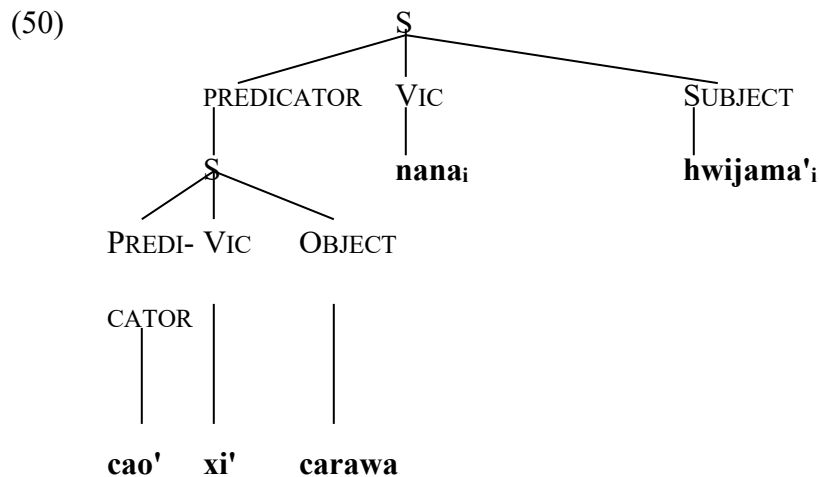 (50) S
PREDICATOR VIC SUBJECT
S nanaᵢ hwijama'ᵢ
PREDI- VIC OBJECT
CATOR
cao' xi' carawa